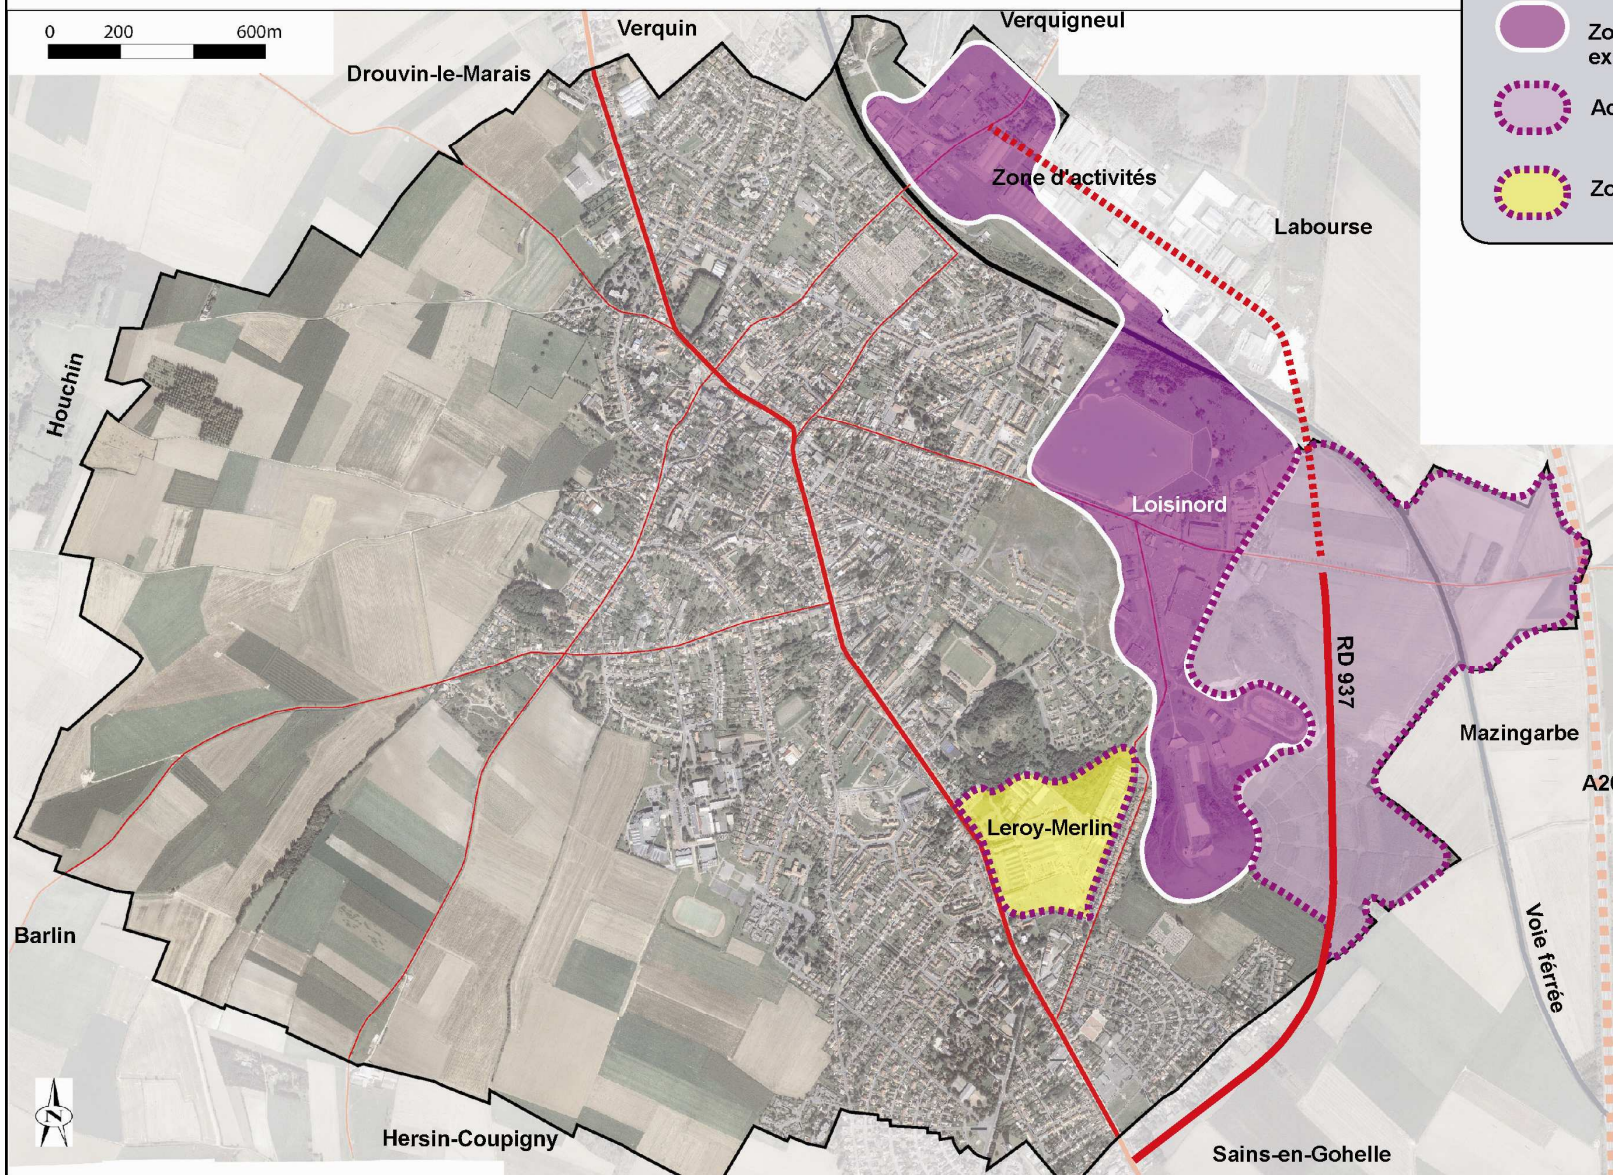 0 200 600m
Verquin
Verquigneul
Drouvin-le-Marais
Zone d'activités
Labourse
Houchin
Loisinord
RD 937
Mazingarbe
Leroy-Merlin
Barlin
Voie férrée
N
Hersin-Coupigny
Sains-en-Gohelle